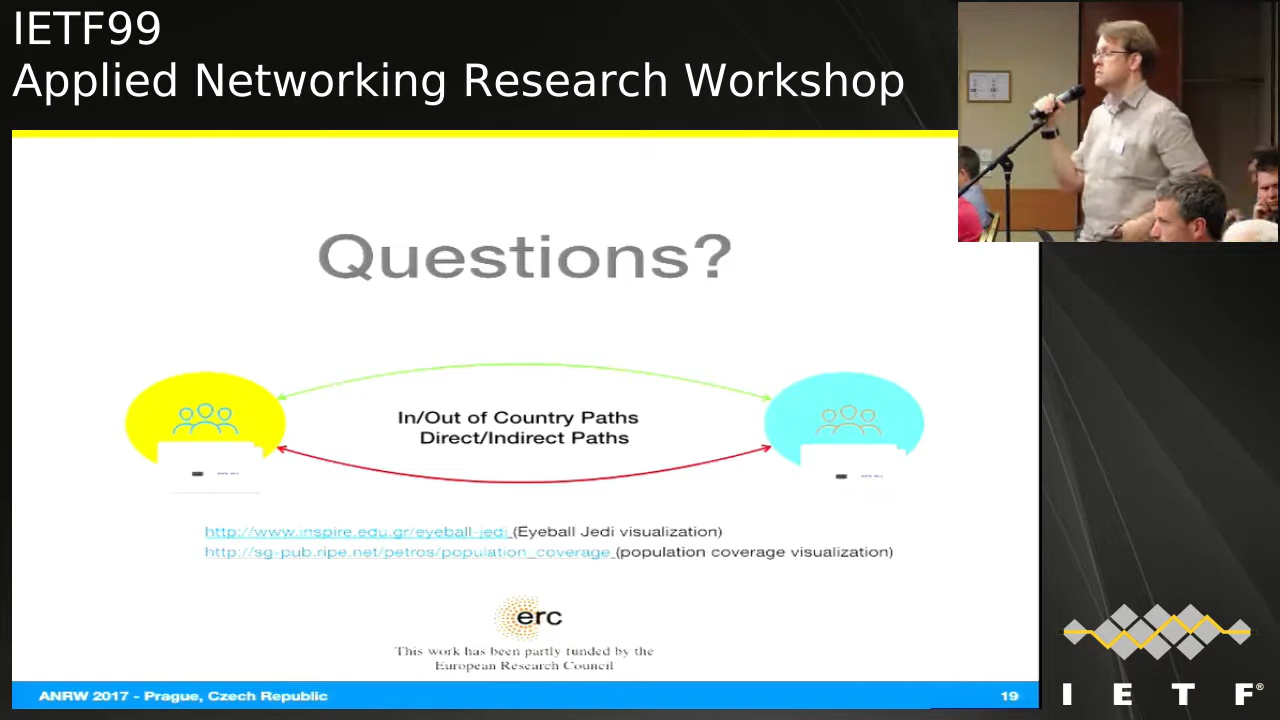 IETF99
Applied Networking Research Workshop
Questions?
In/Out of Country Paths
Direct/Indirect Paths
http://www.inspire.edu.gr/eyeball-jedi (Eyeball Jedi visualization)
http://sg-pub.ripe.net/petros/population_coverage (population coverage visualization)
erc
This work has been partly funded by the
European Research Council
ANRW 2017 - Prague, Czech Republic
19
I E T F®